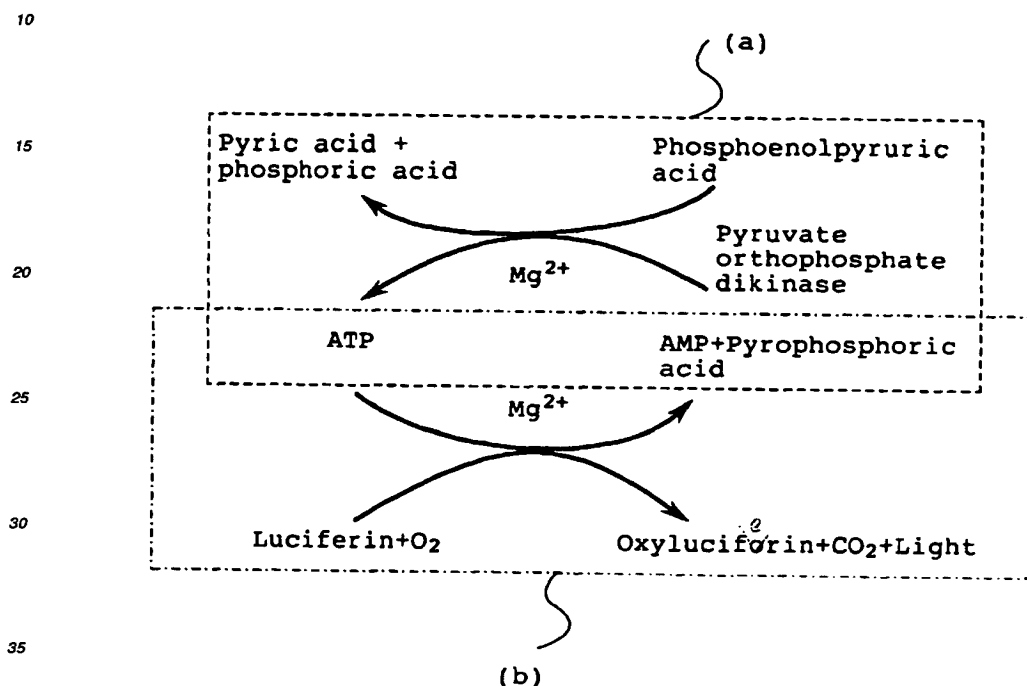 10
(a)
15
Pyric acid +
phosphoric acid
Phosphoenolpyruric
acid
Pyruvate
orthophosphate
dikinase
20
Mg2+
ATP
AMP+Pyrophosphoric
acid
25
Mg2+
30
Luciferin+O2
Oxyluciferin+CO2+Light
35
(b)